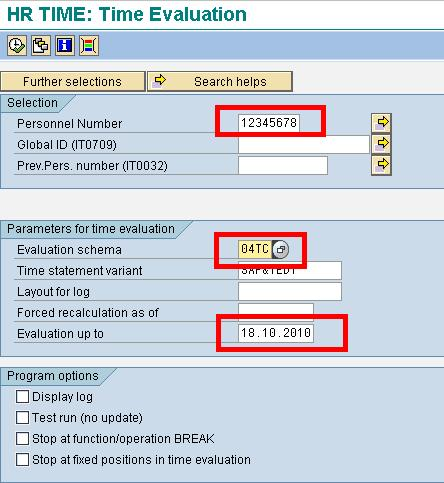 HR TIME: Time Evaluation
Further selections Search helps
Selection
Personnel Number 12345678
Global ID (IT0709)
Prev.Pers. number (IT0032)
Parameters for time evaluation
Evaluation schema 04TC
Time statement variant SAP&TEDT
Layout for log
Forced recalculation as of
Evaluation up to 18.10.2010
Program options
Display log
Test run (no update)
Stop at function/operation BREAK
Stop at fixed positions in time evaluation